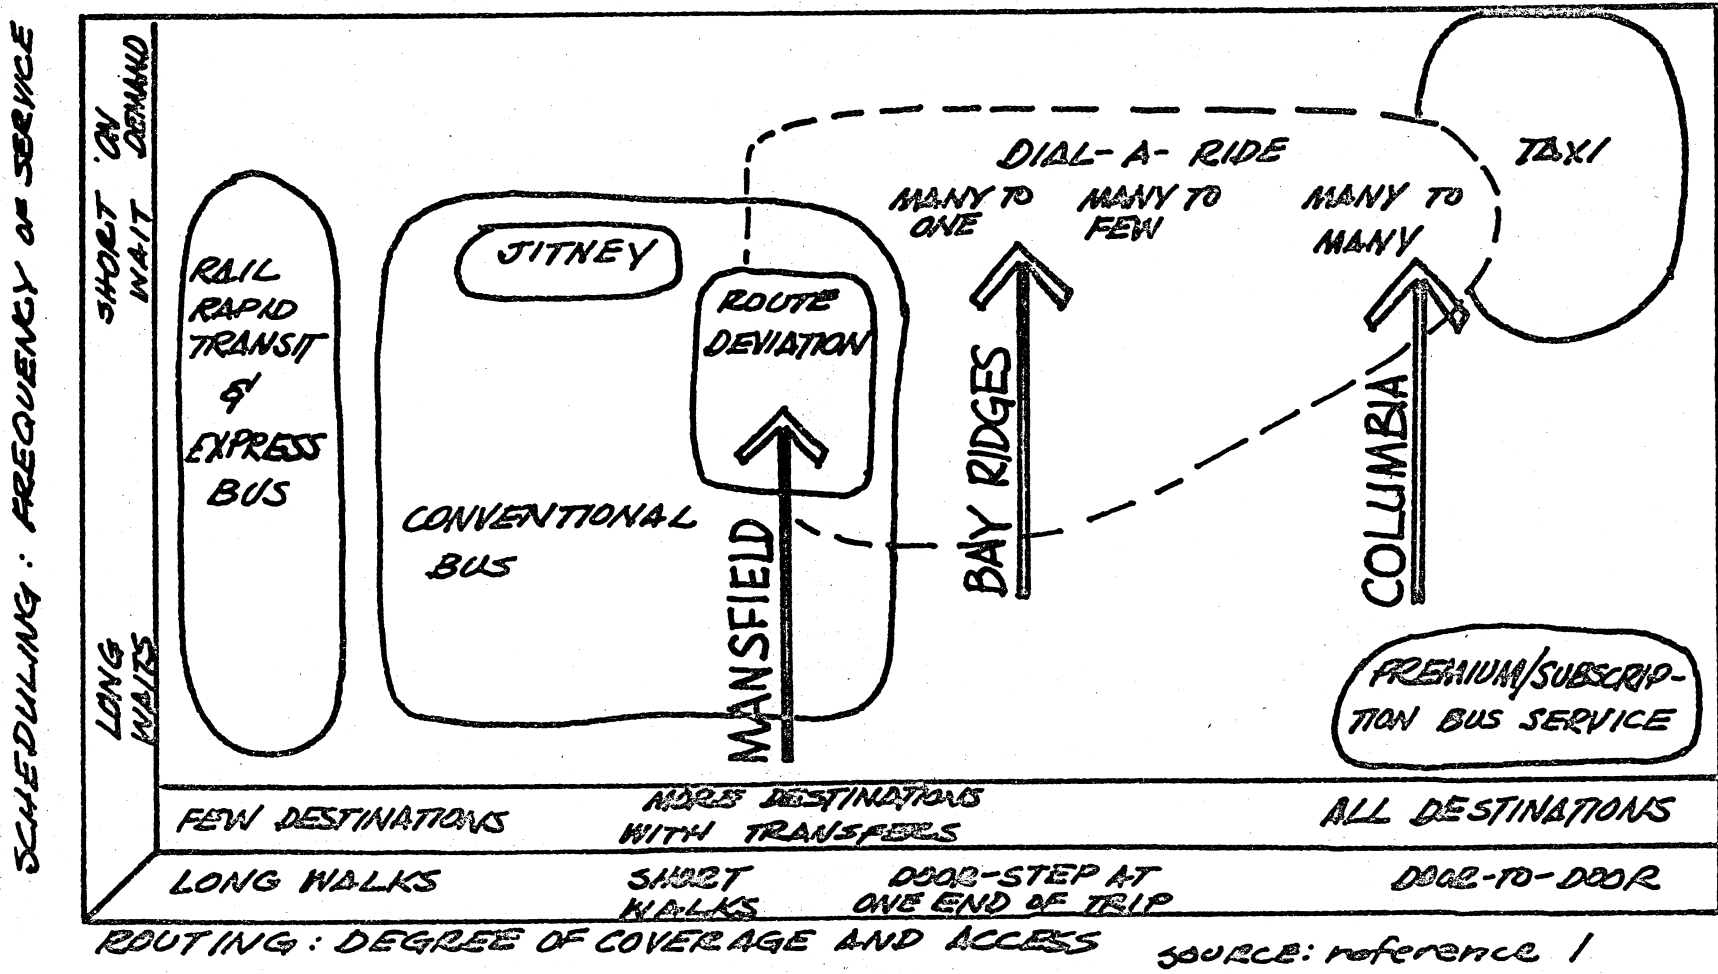 SCHEDULING: FREQUENCY OF SERVICE
SHORT 'ON
WAIT DEMAND
LONG
WAITS
RAIL
RAPID
TRANSIT
&
EXPRESS
BUS
JITNEY
CONVENTIONAL
BUS
ROUTE
DEVIATION
MANSFIELD
DIAL-A-RIDE
MANY TO
ONE
MANY TO
FEW
MANY TO
MANY
BAY RIDGES
COLUMBIA
TAXI
PREMIUM/SUBSCRIP-
TION BUS SERVICE
FEW DESTINATIONS
MORE DESTINATIONS
WITH TRANSFERS
ALL DESTINATIONS
LONG WALKS
SHORT
WALKS
DOOR-STEP AT
ONE END OF TRIP
DOOR-TO-DOOR
ROUTING: DEGREE OF COVERAGE AND ACCESS
SOURCE: reference 1